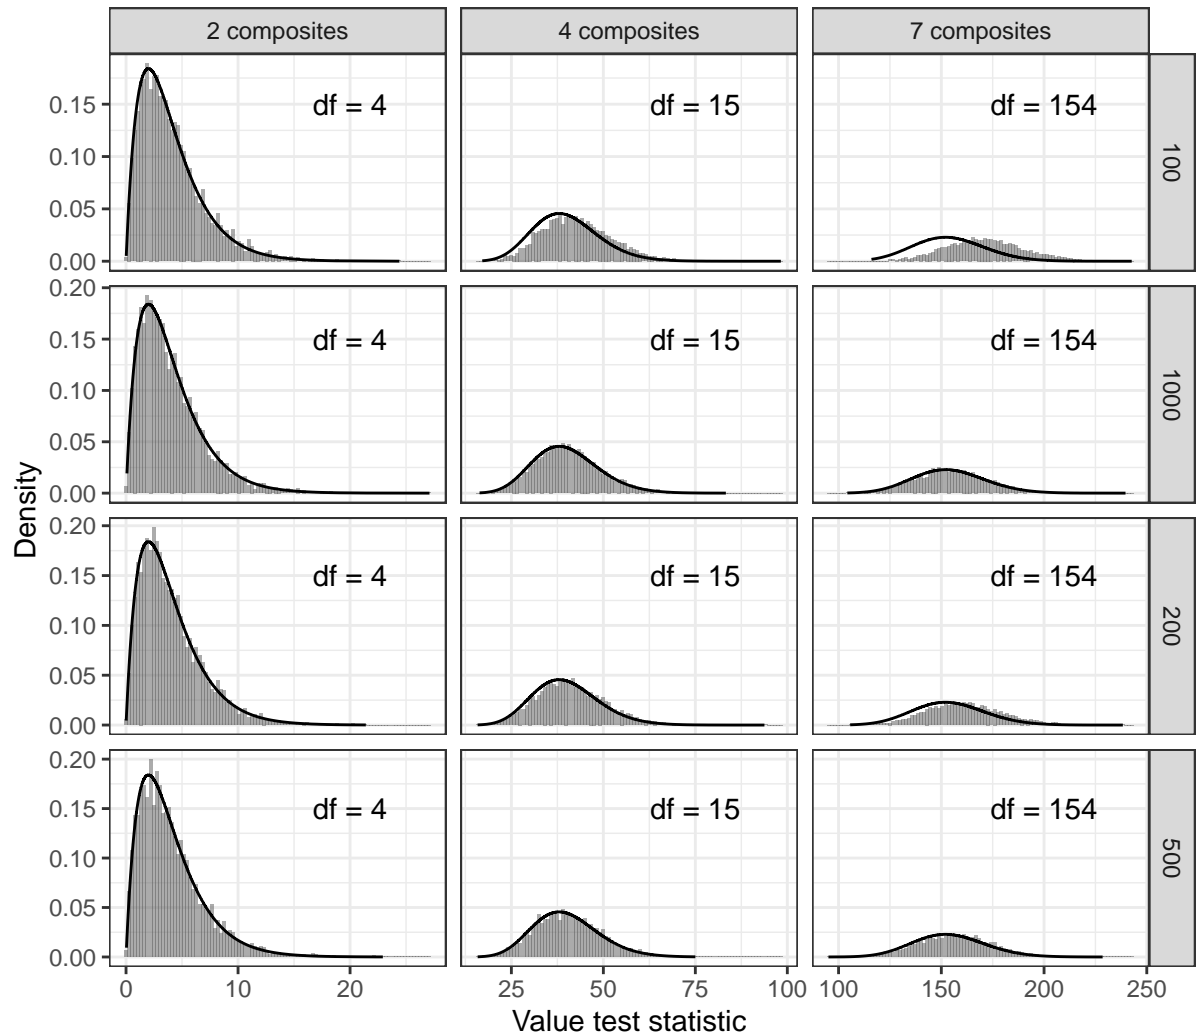 2 composites 4 composites 7 composites
0.15 df = 4 df = 15 df = 154
0.10
0.05
0.00
100
0.20
0.15 df = 4 df = 15 df = 154
0.10
0.05
0.00
1000
Density
0.20
0.15 df = 4 df = 15 df = 154
0.10
0.05
0.00
200
0.20
0.15 df = 4 df = 15 df = 154
0.10
0.05
0.00
500
0 10 20 25 50 75 100 100 150 200 250
Value test statistic